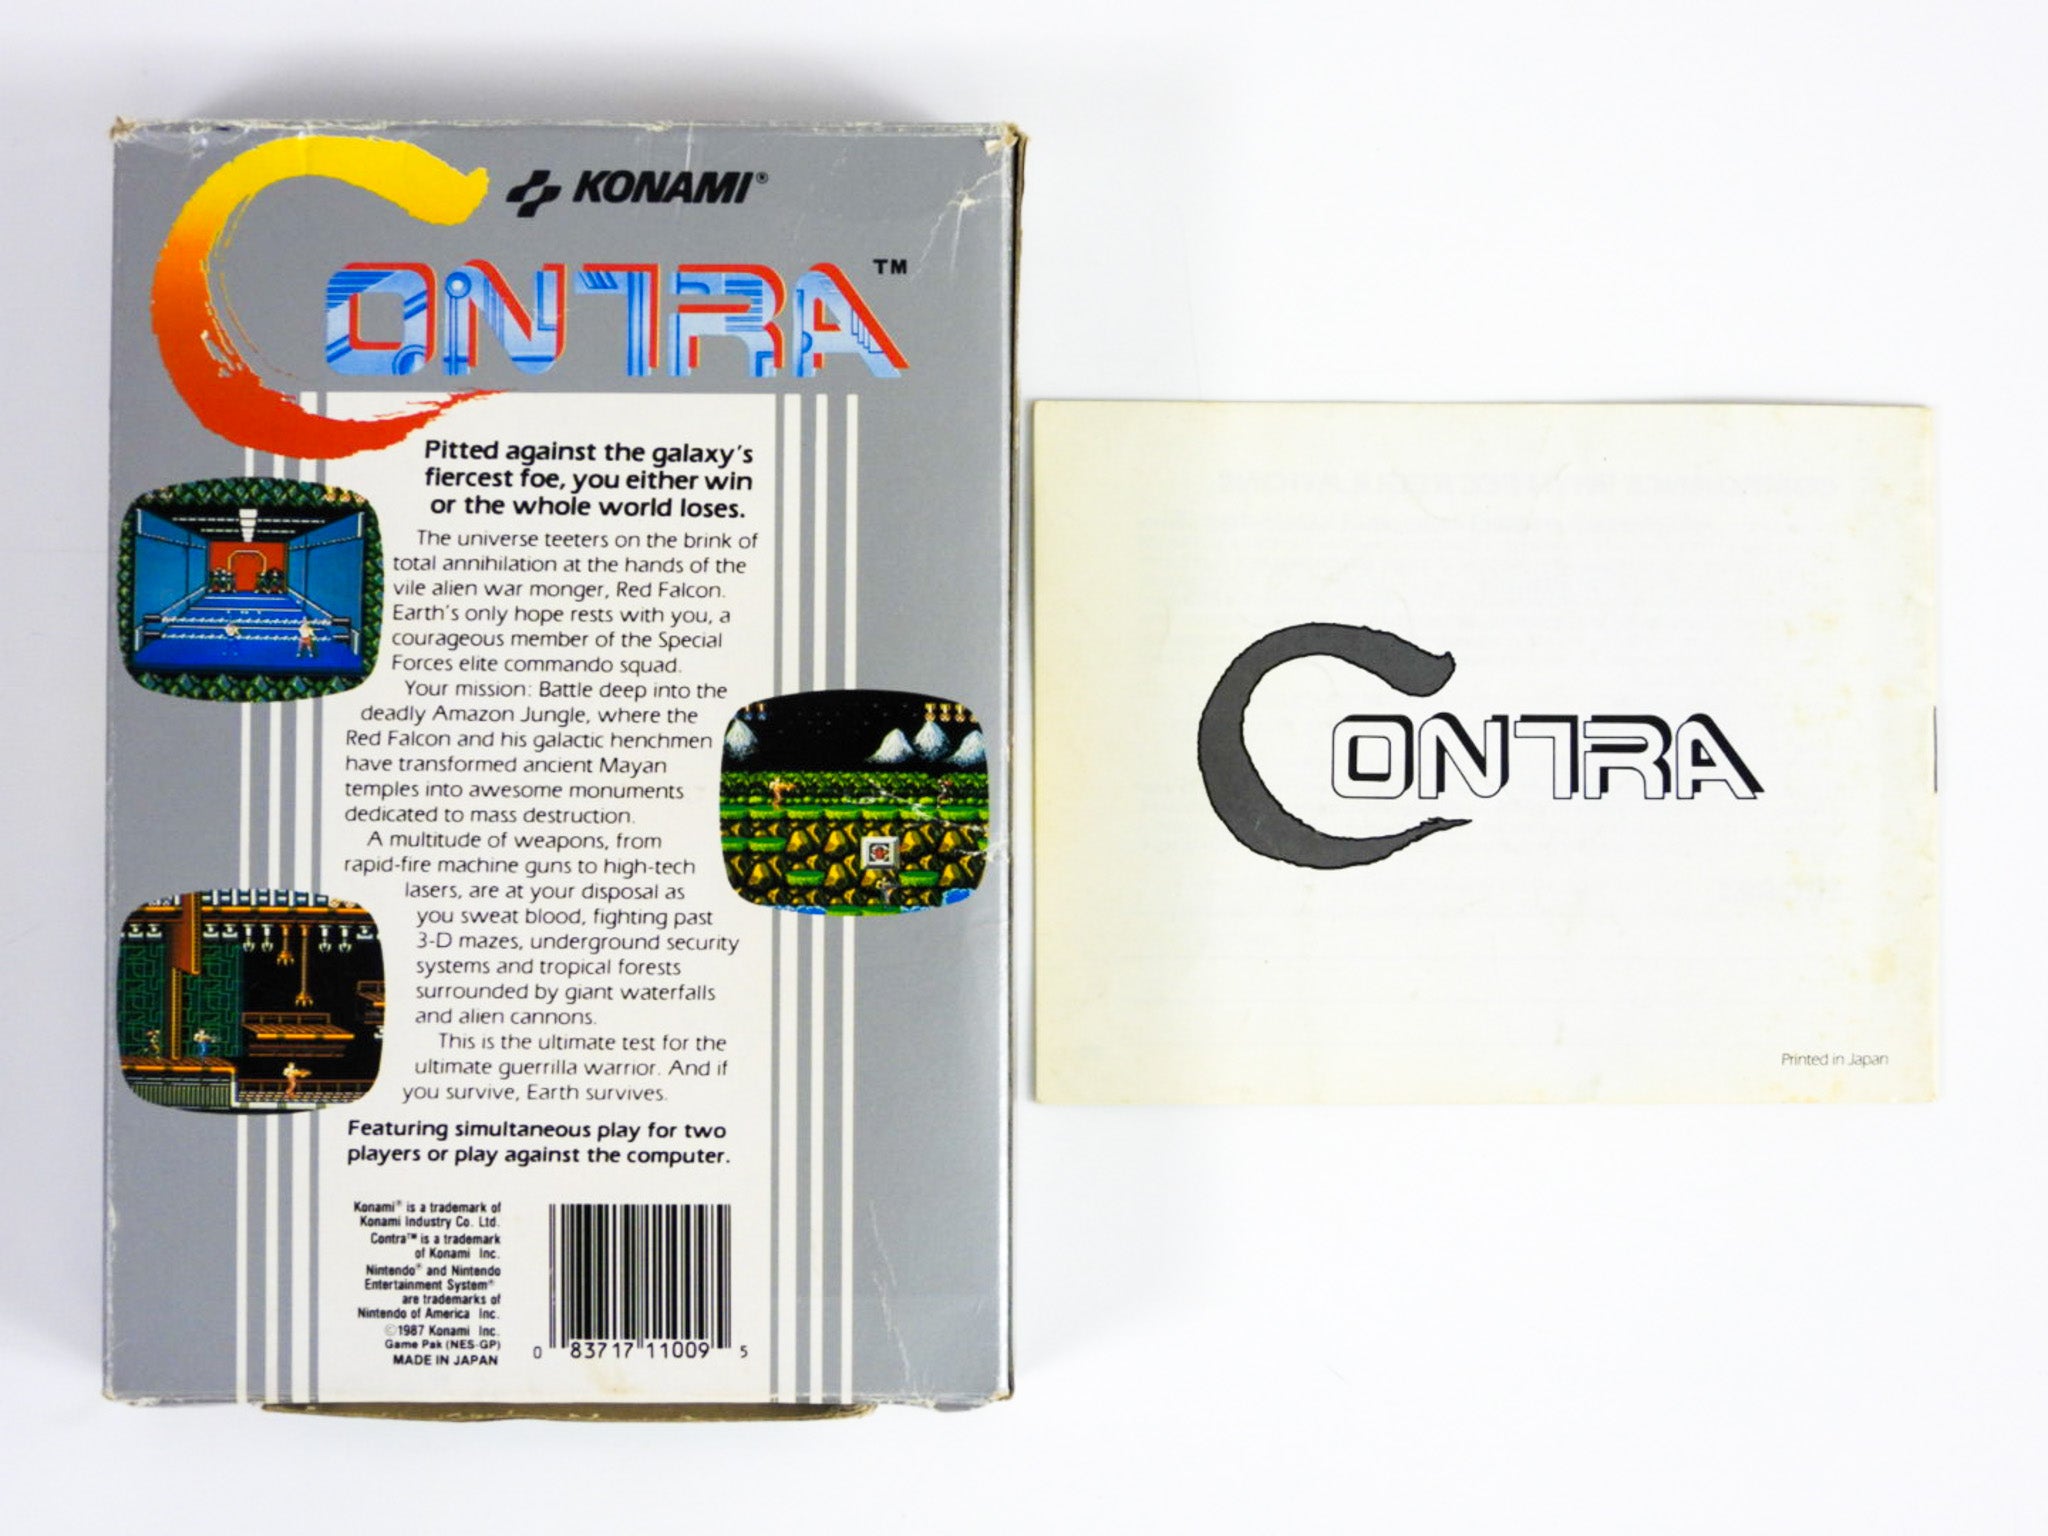 KONAMI®
CONTRA™
Pitted against the galaxy's
fiercest foe, you either win
or the whole world loses.
The universe teeters on the brink of
total annihilation at the hands of the
vile alien war monger, Red Falcon.
Earth's only hope rests with you, a
courageous member of the Special
Forces elite commando squad.
Your mission: Battle deep into the
deadly Amazon Jungle, where the
Red Falcon and his galactic henchmen
have transformed ancient Mayan
temples into awesome monuments
dedicated to mass destruction.
A multitude of weapons, from
rapid-fire machine guns to high-tech
lasers, are at your disposal as
you sweat blood, fighting past
3-D mazes, underground security
systems and tropical forests
surrounded by giant waterfalls
and alien cannons.
This is the ultimate test for the
ultimate guerrilla warrior. And if
you survive, Earth survives.
Featuring simultaneous play for two
players or play against the computer.
Konami® is a trademark of
Konami Industry Co. Ltd.
Contra™ is a trademark
of Konami Inc.
Nintendo® and Nintendo
Entertainment System®
are trademarks of
Nintendo of America Inc.
©1987 Konami Inc.
Game Pak (NES-GP)
MADE IN JAPAN
0 83717 11009 5
CONTRA
Printed in Japan